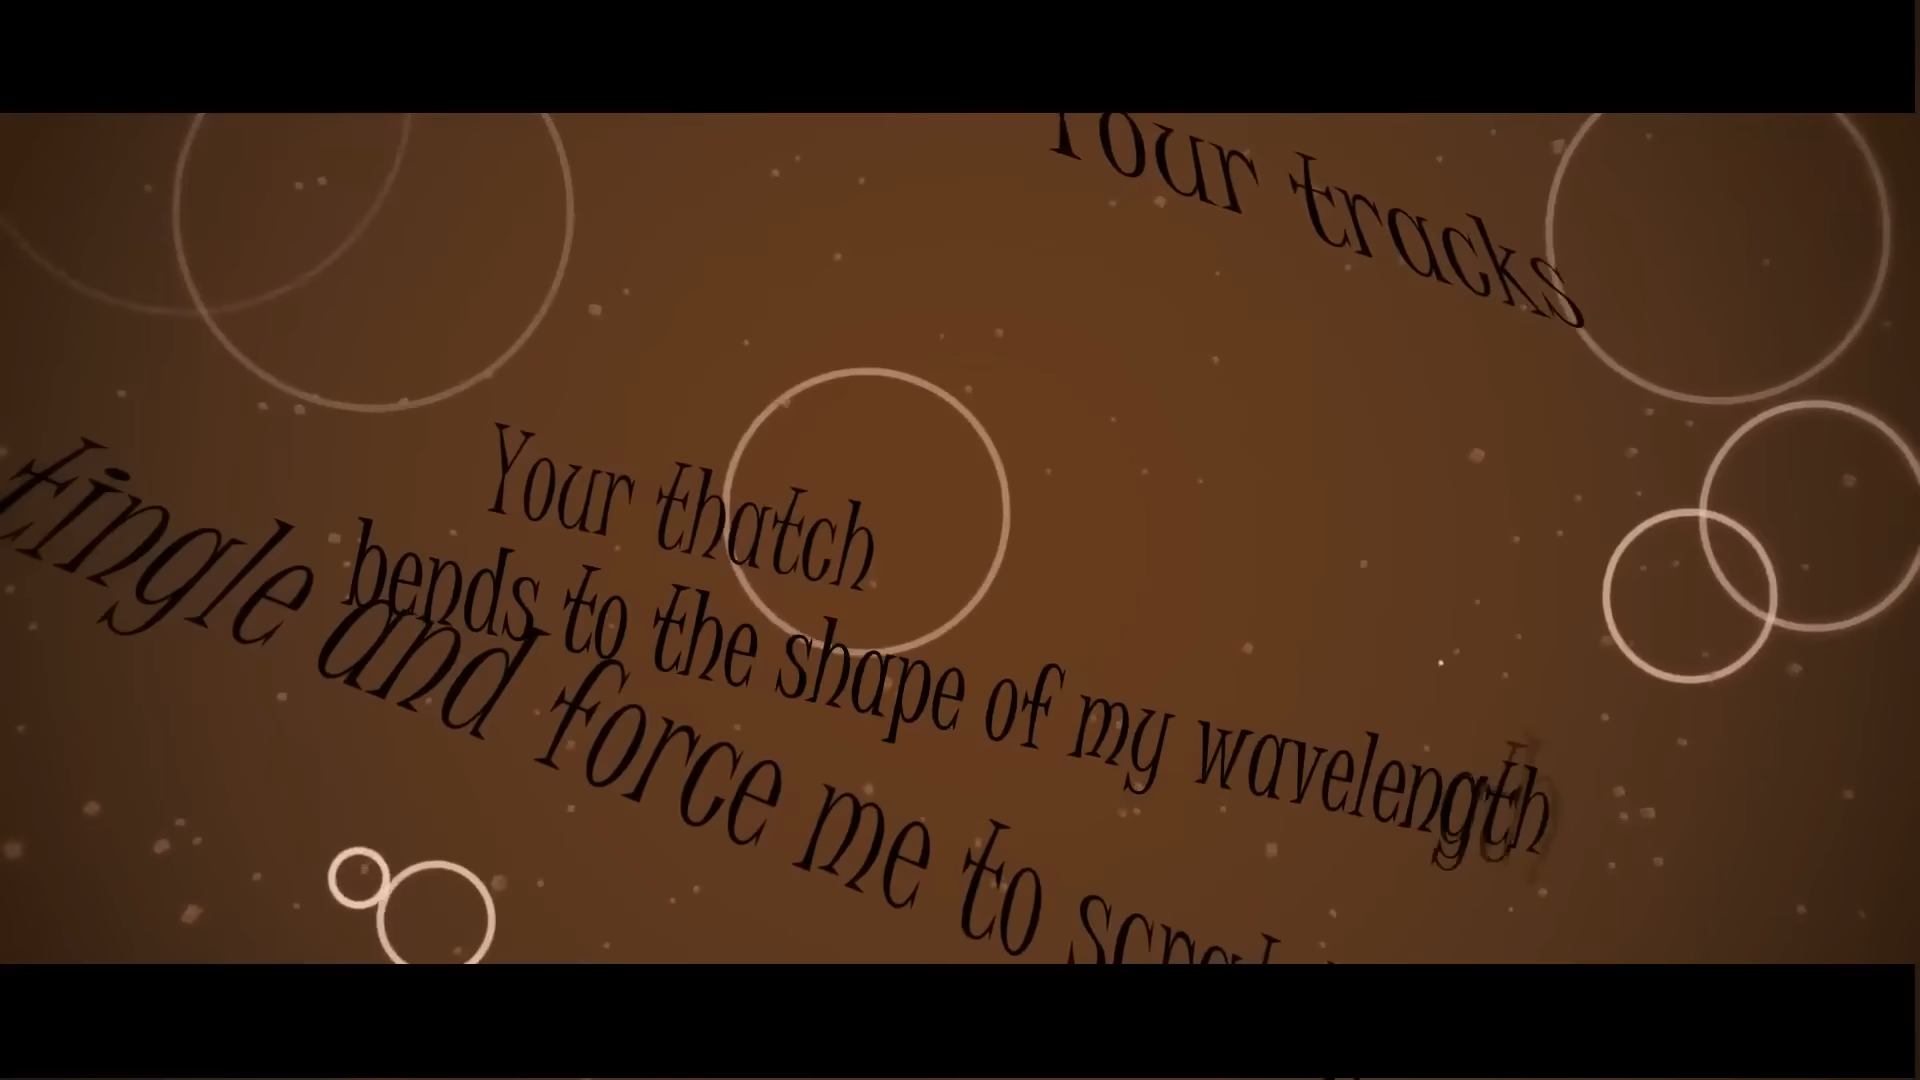 Your tracks
Your thatch
bends to the shape of my wavelength
tingle and force me to